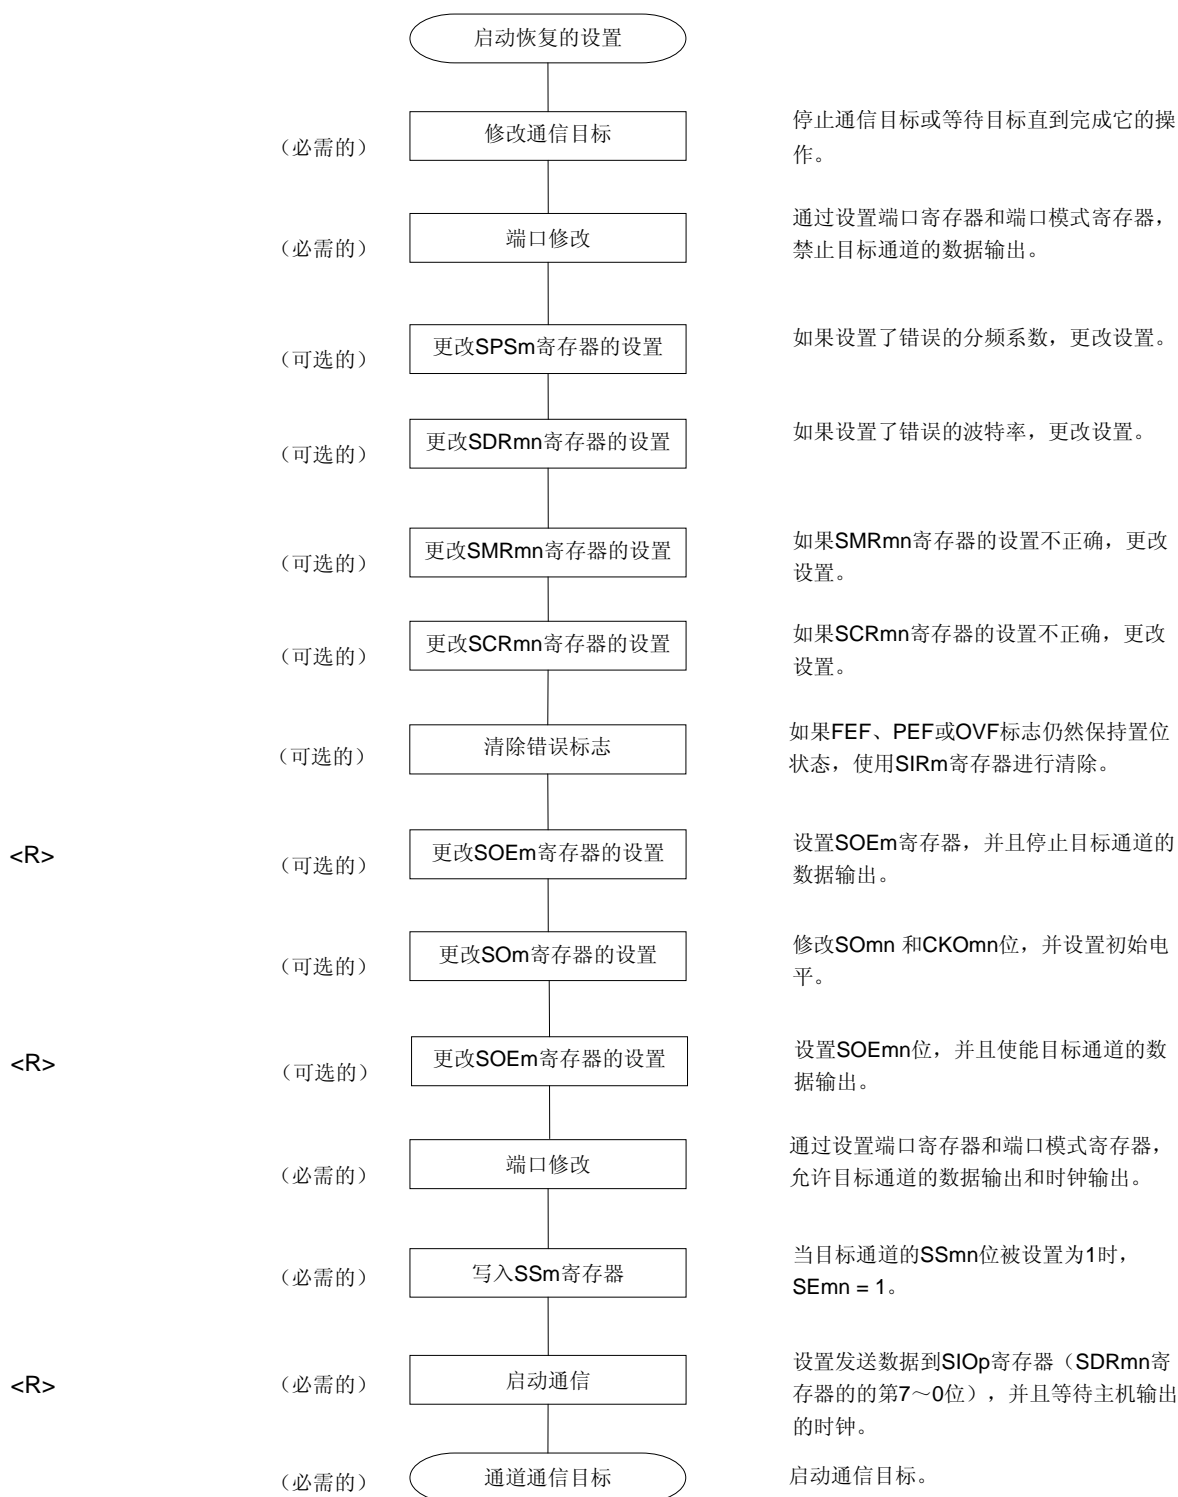 启动恢复的设置
（必需的）
修改通信目标
停止通信目标或等待目标直到完成它的操
作。
（必需的）
端口修改
通过设置端口寄存器和端口模式寄存器，
禁止目标通道的数据输出。
（可选的）
更改SPSm寄存器的设置
如果设置了错误的分频系数，更改设置。
（可选的）
更改SDRmn寄存器的设置
如果设置了错误的波特率，更改设置。
（可选的）
更改SMRmn寄存器的设置
如果SMRmn寄存器的设置不正确，更改
设置。
（可选的）
更改SCRmn寄存器的设置
如果SCRmn寄存器的设置不正确，更改
设置。
（可选的）
清除错误标志
如果FEF、PEF或OVF标志仍然保持置位
状态，使用SIRm寄存器进行清除。
<R>
（可选的）
更改SOEm寄存器的设置
设置SOEm寄存器，并且停止目标通道的
数据输出。
（可选的）
更改SOm寄存器的设置
修改SOmn 和CKOmn位，并设置初始电
平。
<R>
（可选的）
更改SOEm寄存器的设置
设置SOEmn位，并且使能目标通道的数
据输出。
（必需的）
端口修改
通过设置端口寄存器和端口模式寄存器，
允许目标通道的数据输出和时钟输出。
（必需的）
写入SSm寄存器
当目标通道的SSmn位被设置为1时，
SEmn = 1。
<R>
（必需的）
启动通信
设置发送数据到SIOp寄存器（SDRmn寄
存器的的第7～0位），并且等待主机输出
的时钟。
（必需的）
通道通信目标
启动通信目标。